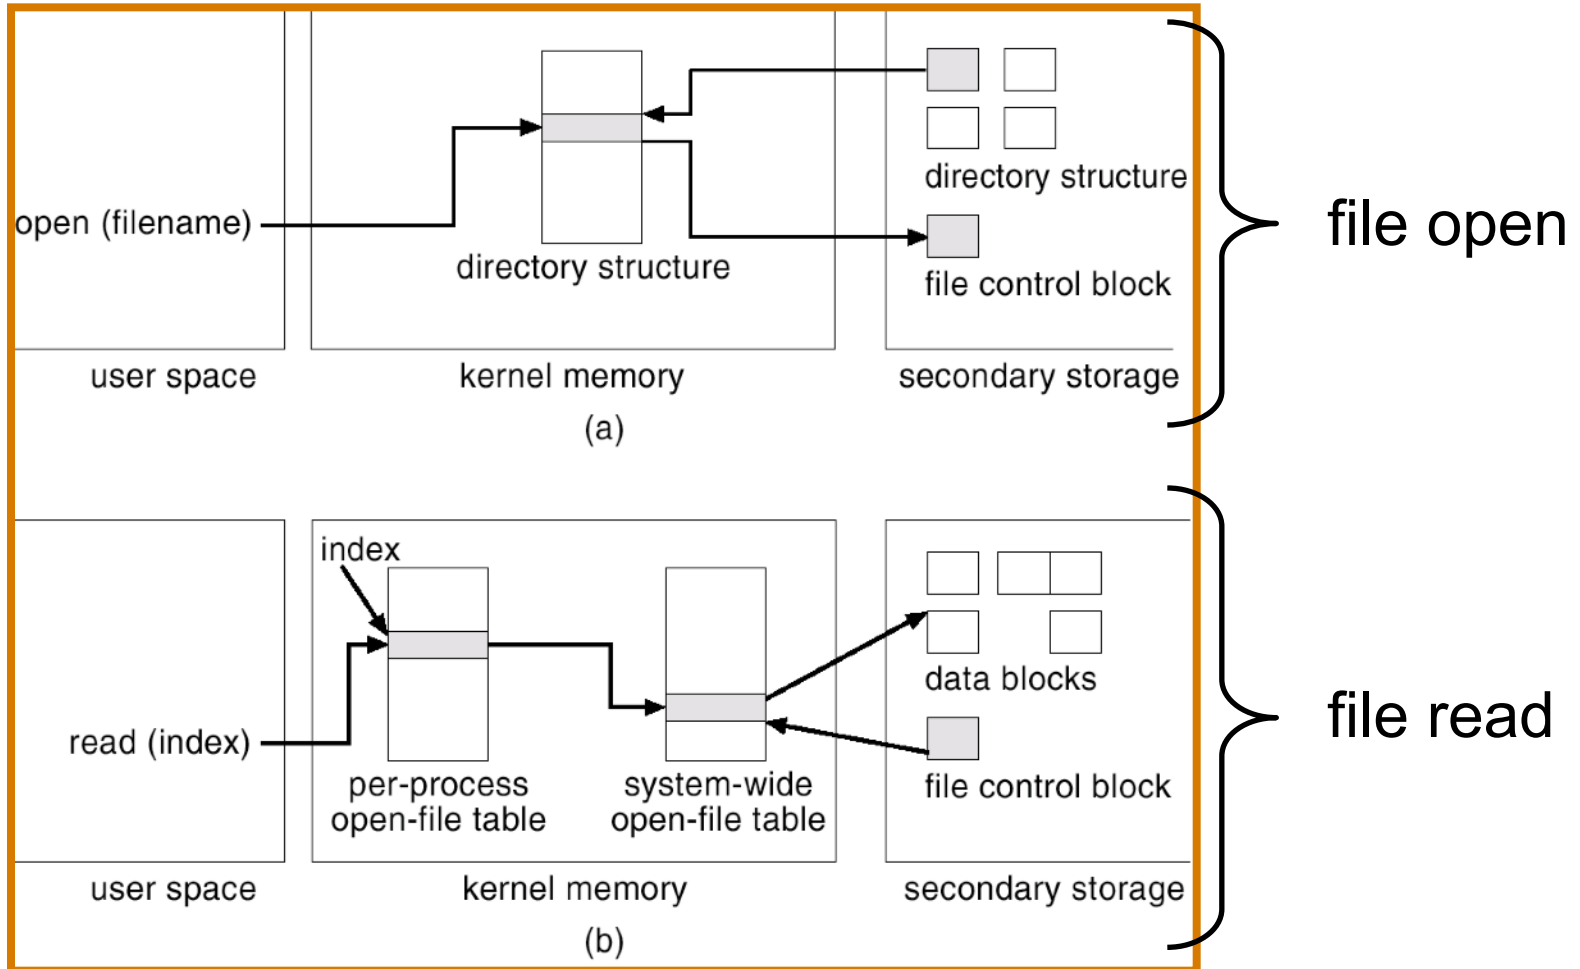 directory structure
open (filename)
directory structure
file control block
user space
kernel memory
secondary storage
(a)
file open
index
data blocks
read (index)
per-process
open-file table
system-wide
open-file table
file control block
user space
kernel memory
secondary storage
(b)
file read